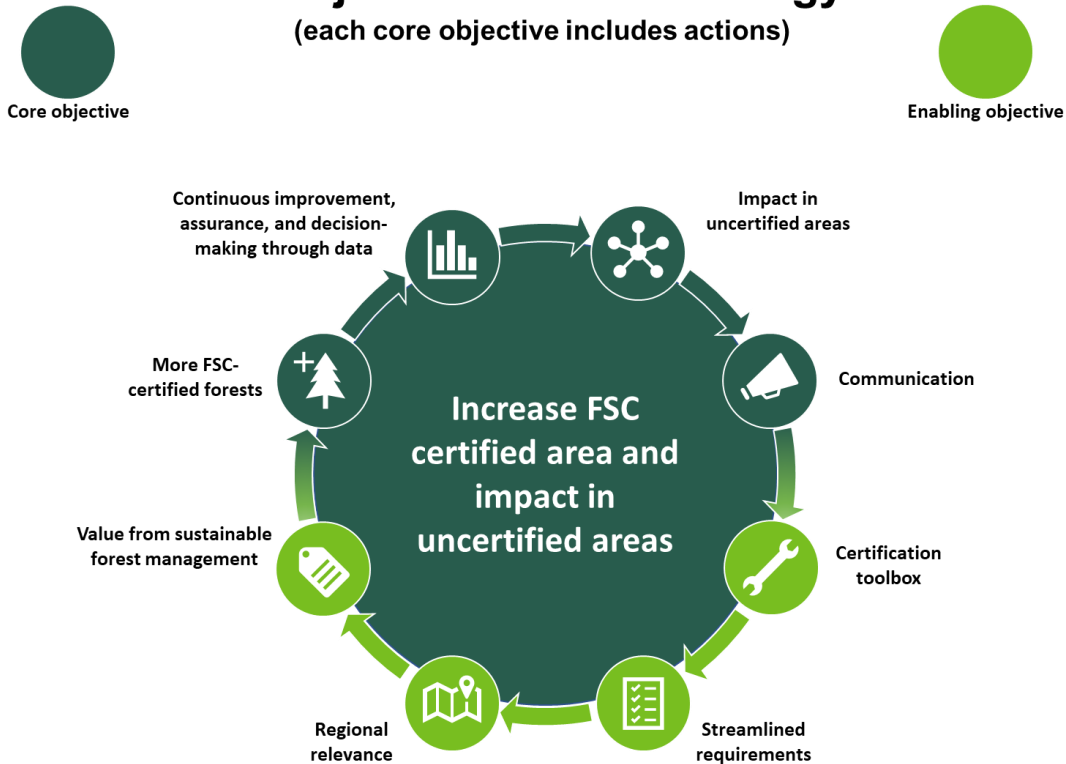 (each core objective includes actions)
Core objective
Enabling objective
Continuous improvement,
assurance, and decision-
making through data
Impact in
uncertified areas
More FSC-
certified forests
Communication
Increase FSC
certified area and
impact in
uncertified areas
Value from sustainable
forest management
Certification
toolbox
Regional
relevance
Streamlined
requirements